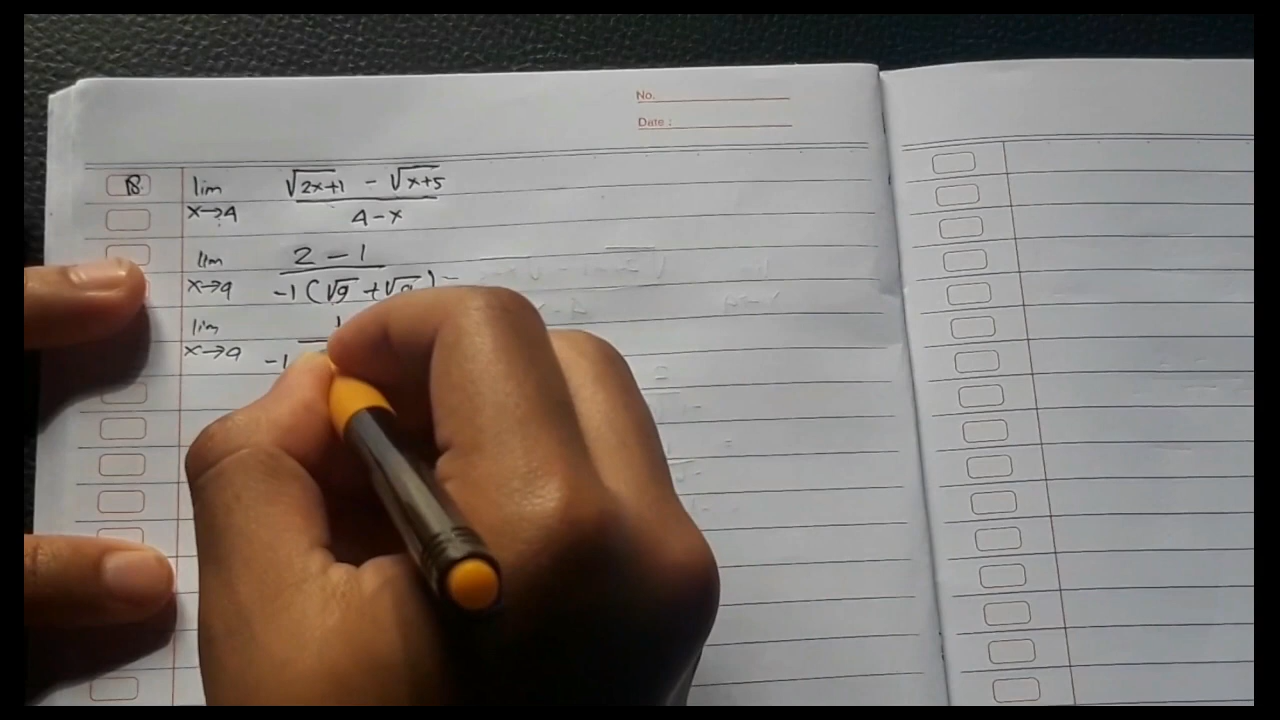 No.
Date :
18. lim √2x+1 - √x+5
x→4 4-x
lim 2 - 1
x→9 -1 (√9 + √9)
lim 1
x→9 -1